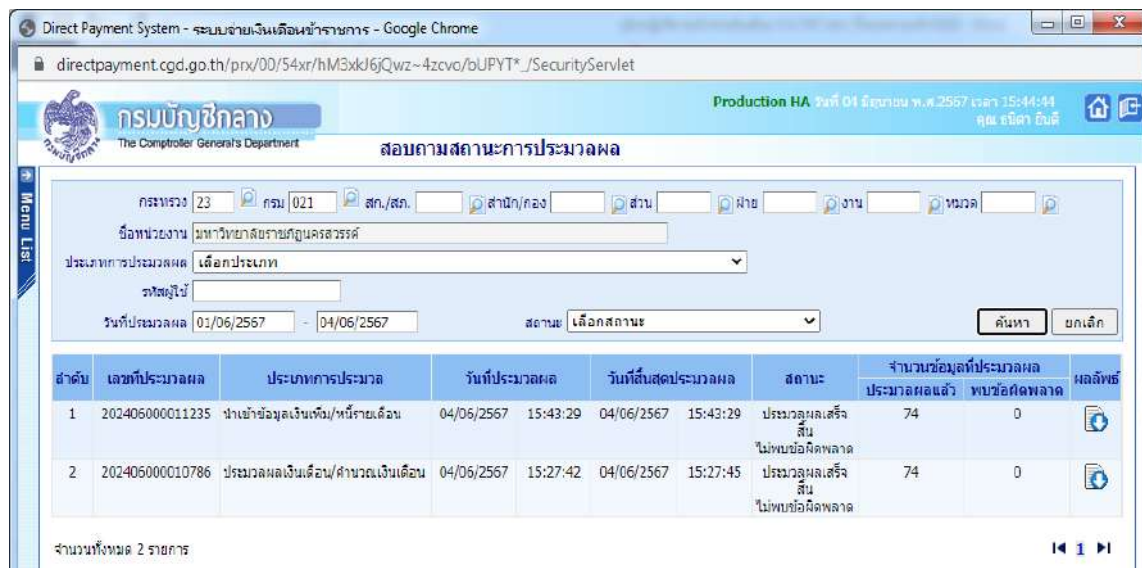 Direct Payment System - ระบบจ่ายเงินเดือนข้าราชการ - Google Chrome
directpayment.cgd.go.th/prx/00/54xr/hM3xkJ6jQwz~4zcvo/bUPYT*_/SecurityServlet
กรมบัญชีกลาง
The Comptroller General's Department
Production HA วันที่ 04 มิถุนายน พ.ศ.2567 เวลา 15:44:44
สอบถามสถานะการประมวลผล
Menu List
กระทรวง 23 กรม 021 สก./สภ. สำนัก/กอง ส่วน ฝ่าย งาน หมวด
ชื่อหน่วยงาน มหาวิทยาลัยราชภัฏนครสวรรค์
ประเภทการประมวลผล เลือกประเภท
รหัสผู้ใช้
วันที่ประมวลผล 01/06/2567 - 04/06/2567 สถานะ เลือกสถานะ ค้นหา ยกเลิก
ลำดับ เลขที่ประมวลผล ประเภทการประมวล วันที่ประมวลผล วันที่สิ้นสุดประมวลผล สถานะ จำนวนข้อมูลที่ประมวลผล ผลลัพธ์
ประมวลผลแล้ว พบข้อผิดพลาด
1 202406000011235 นำเข้าข้อมูลเงินเพิ่ม/หนี้รายเดือน 04/06/2567 15:43:29 04/06/2567 15:43:29 ประมวลผลเสร็จ 74 0
สิ้น
ไม่พบข้อผิดพลาด
2 202406000010786 ประมวลผลเงินเดือน/คำนวณเงินเดือน 04/06/2567 15:27:42 04/06/2567 15:27:45 ประมวลผลเสร็จ 74 0
สิ้น
ไม่พบข้อผิดพลาด
จำนวนทั้งหมด 2 รายการ 1